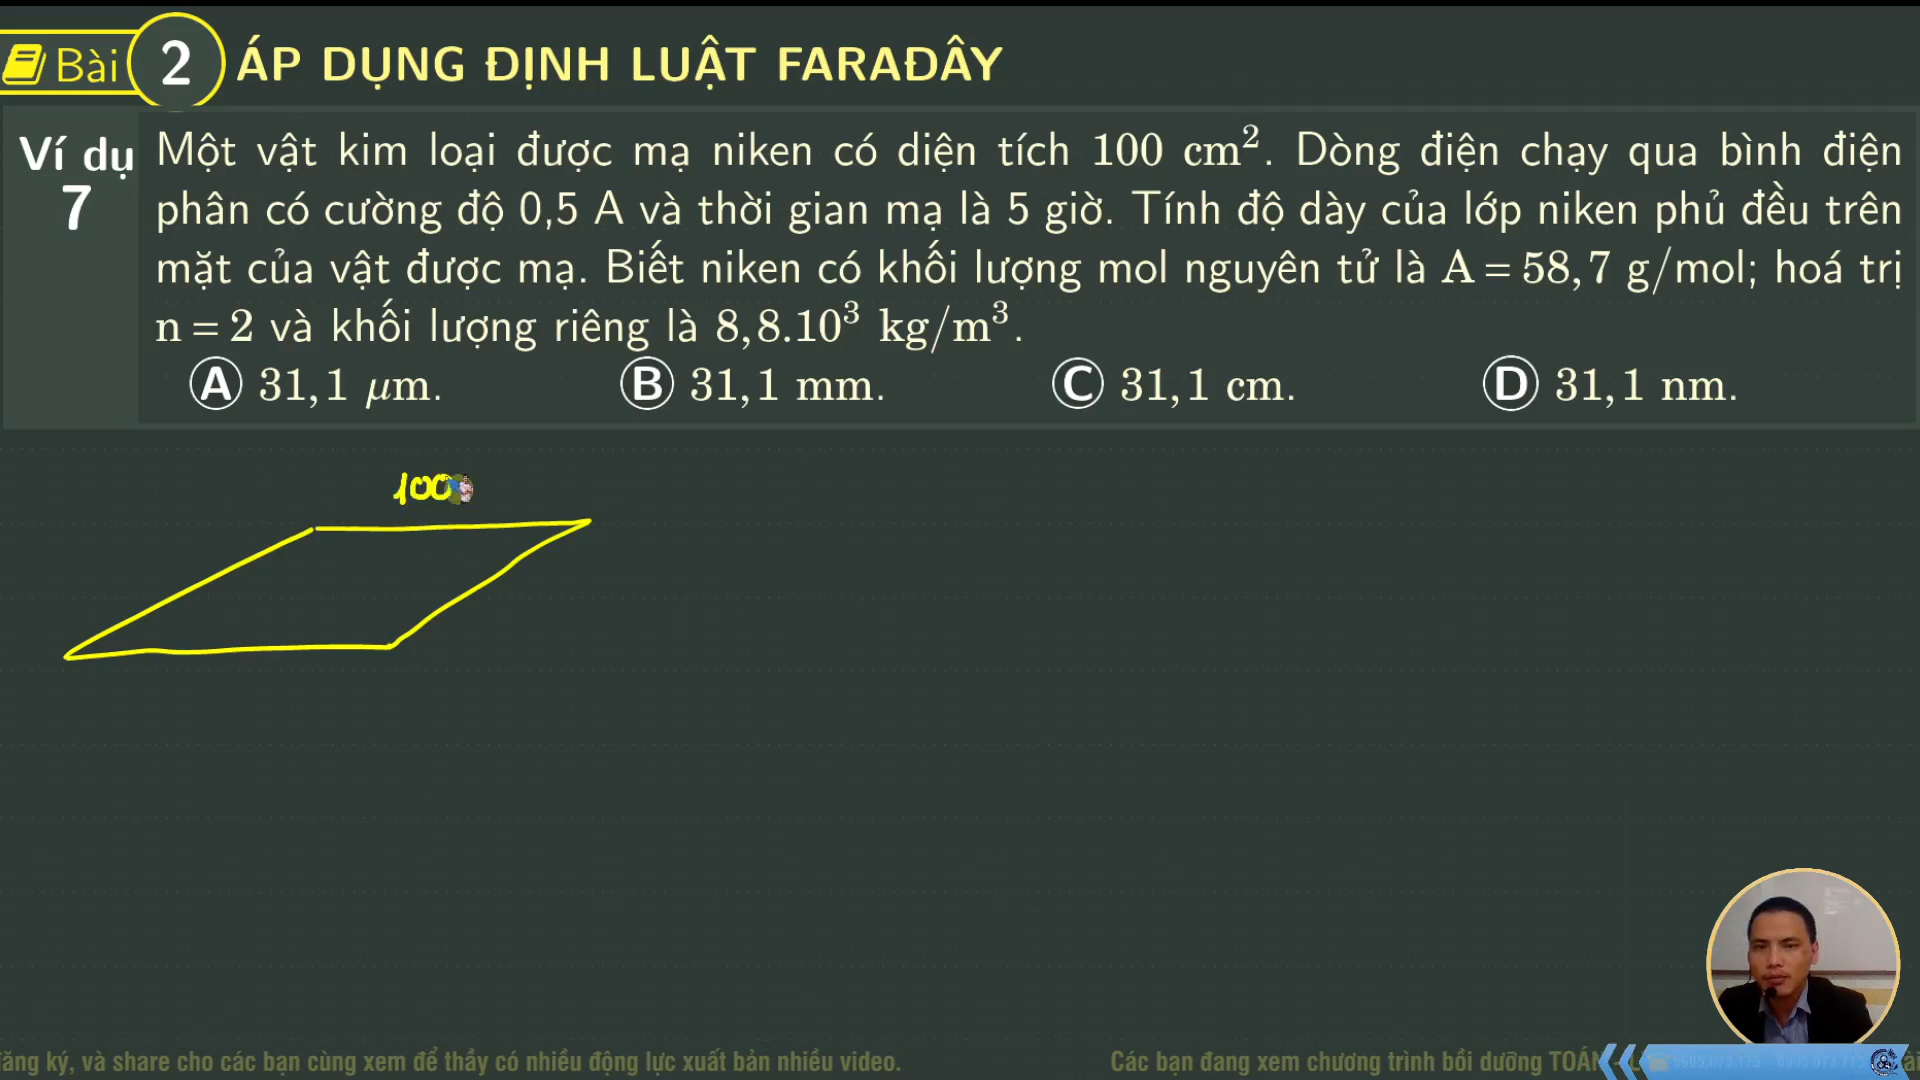 Bài 2 ÁP DỤNG ĐỊNH LUẬT FARAĐÂY
Ví dụ 7
Một vật kim loại được mạ niken có diện tích 100 cm². Dòng điện chạy qua bình điện
phân có cường độ 0,5 A và thời gian mạ là 5 giờ. Tính độ dày của lớp niken phủ đều trên
mặt của vật được mạ. Biết niken có khối lượng mol nguyên tử là A = 58,7 g/mol; hoá trị
n = 2 và khối lượng riêng là 8,8.10³ kg/m³.
A 31,1 μm. B 31,1 mm. C 31,1 cm. D 31,1 nm.
100
ăng ký, và share cho các bạn cùng xem để thầy có nhiều động lực xuất bản nhiều video. Các bạn đang xem chương trình bồi dưỡng TOÁN